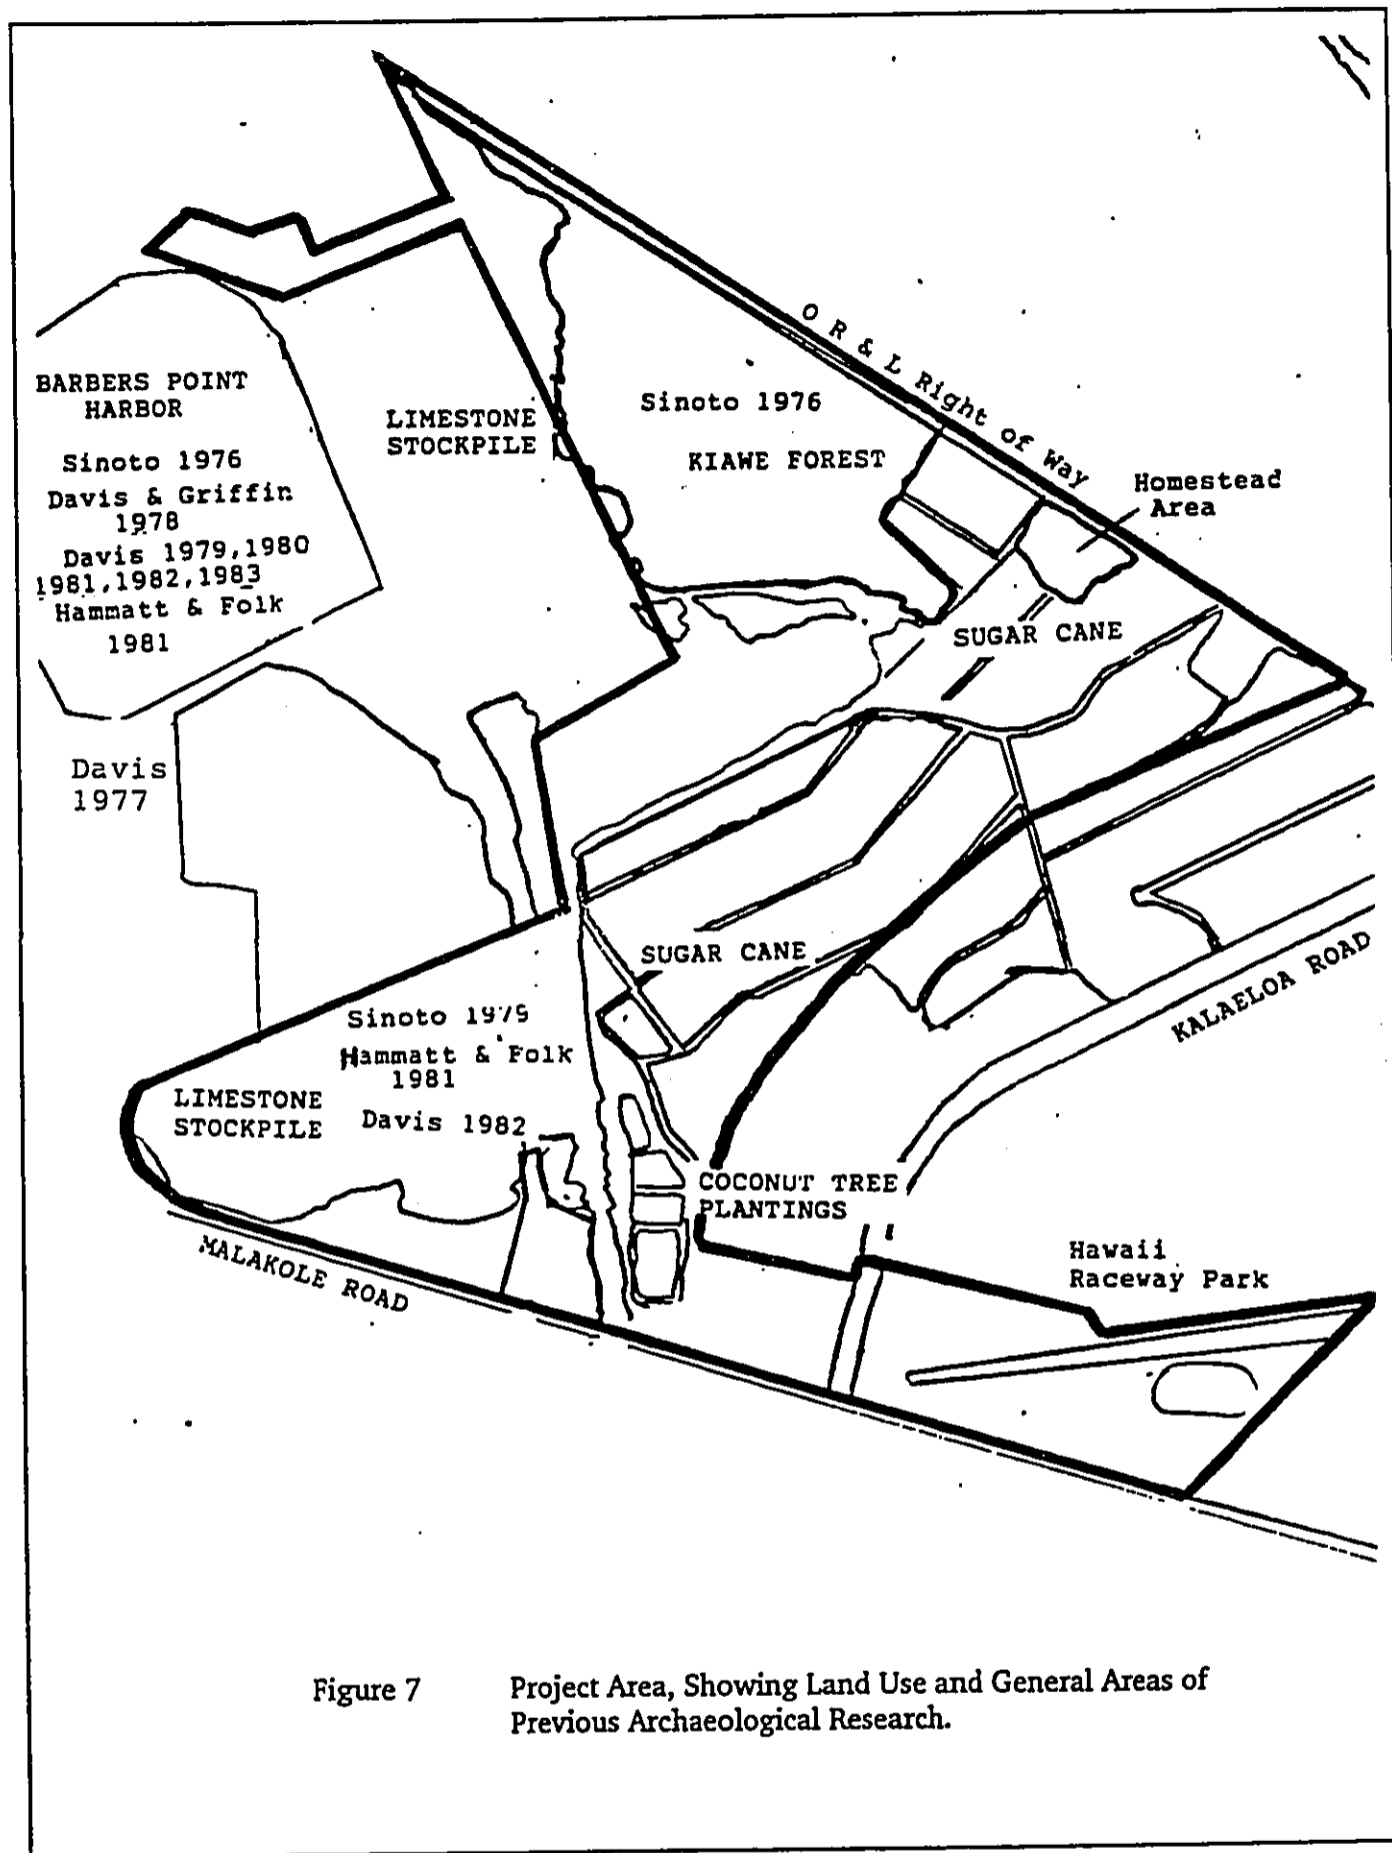 O R & L Right of Way
BARBERS POINT
HARBOR
Sinoto 1976
Davis & Griffin
1978
Davis 1979,1980
1981,1982,1983
Hammatt & Folk
1981
LIMESTONE
STOCKPILE
Sinoto 1976
KIAWE FOREST
Homestead
Area
SUGAR CANE
Davis
1977
SUGAR CANE
KALAELOA ROAD
Sinoto 1979
Hammatt & Folk
1981
Davis 1982
LIMESTONE
STOCKPILE
COCONUT TREE
PLANTINGS
MALAKOLE ROAD
Hawaii
Raceway Park
Figure 7 Project Area, Showing Land Use and General Areas of
Previous Archaeological Research.